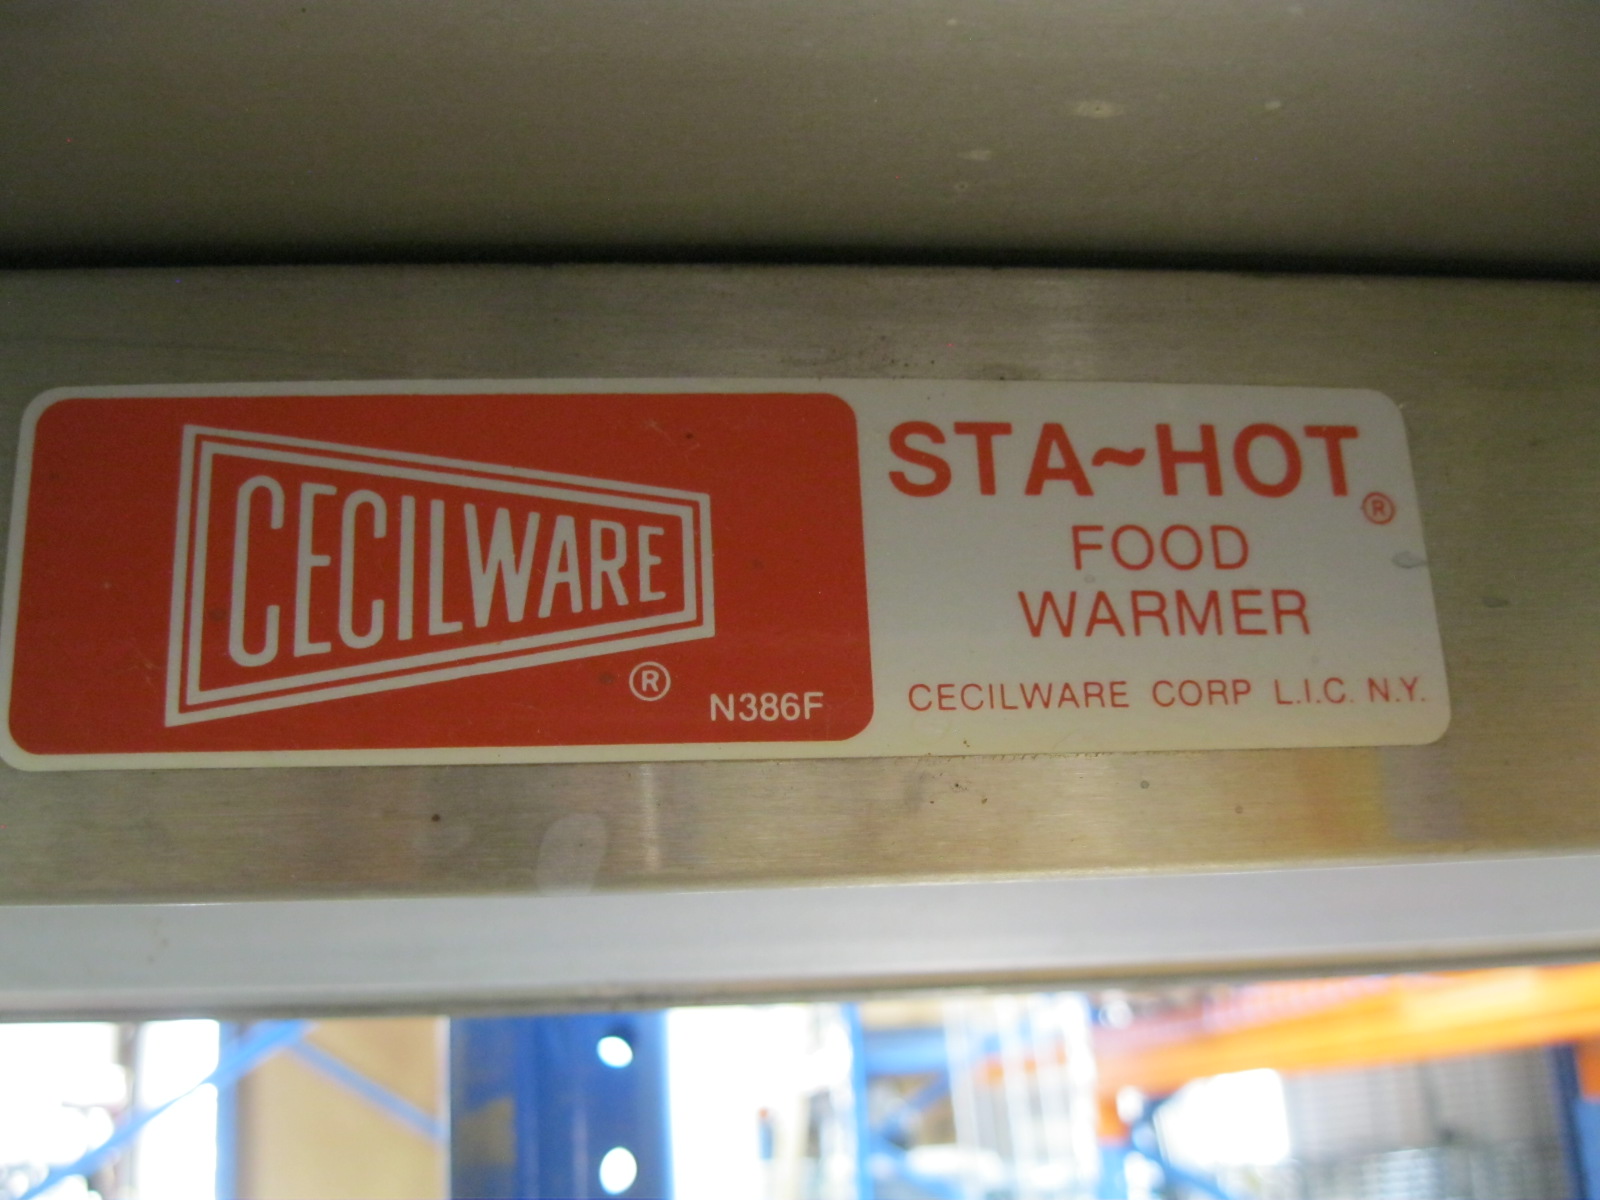 CECILWARE
®
N386F
STA~HOT®
FOOD
WARMER
CECILWARE CORP L.I.C. N.Y.